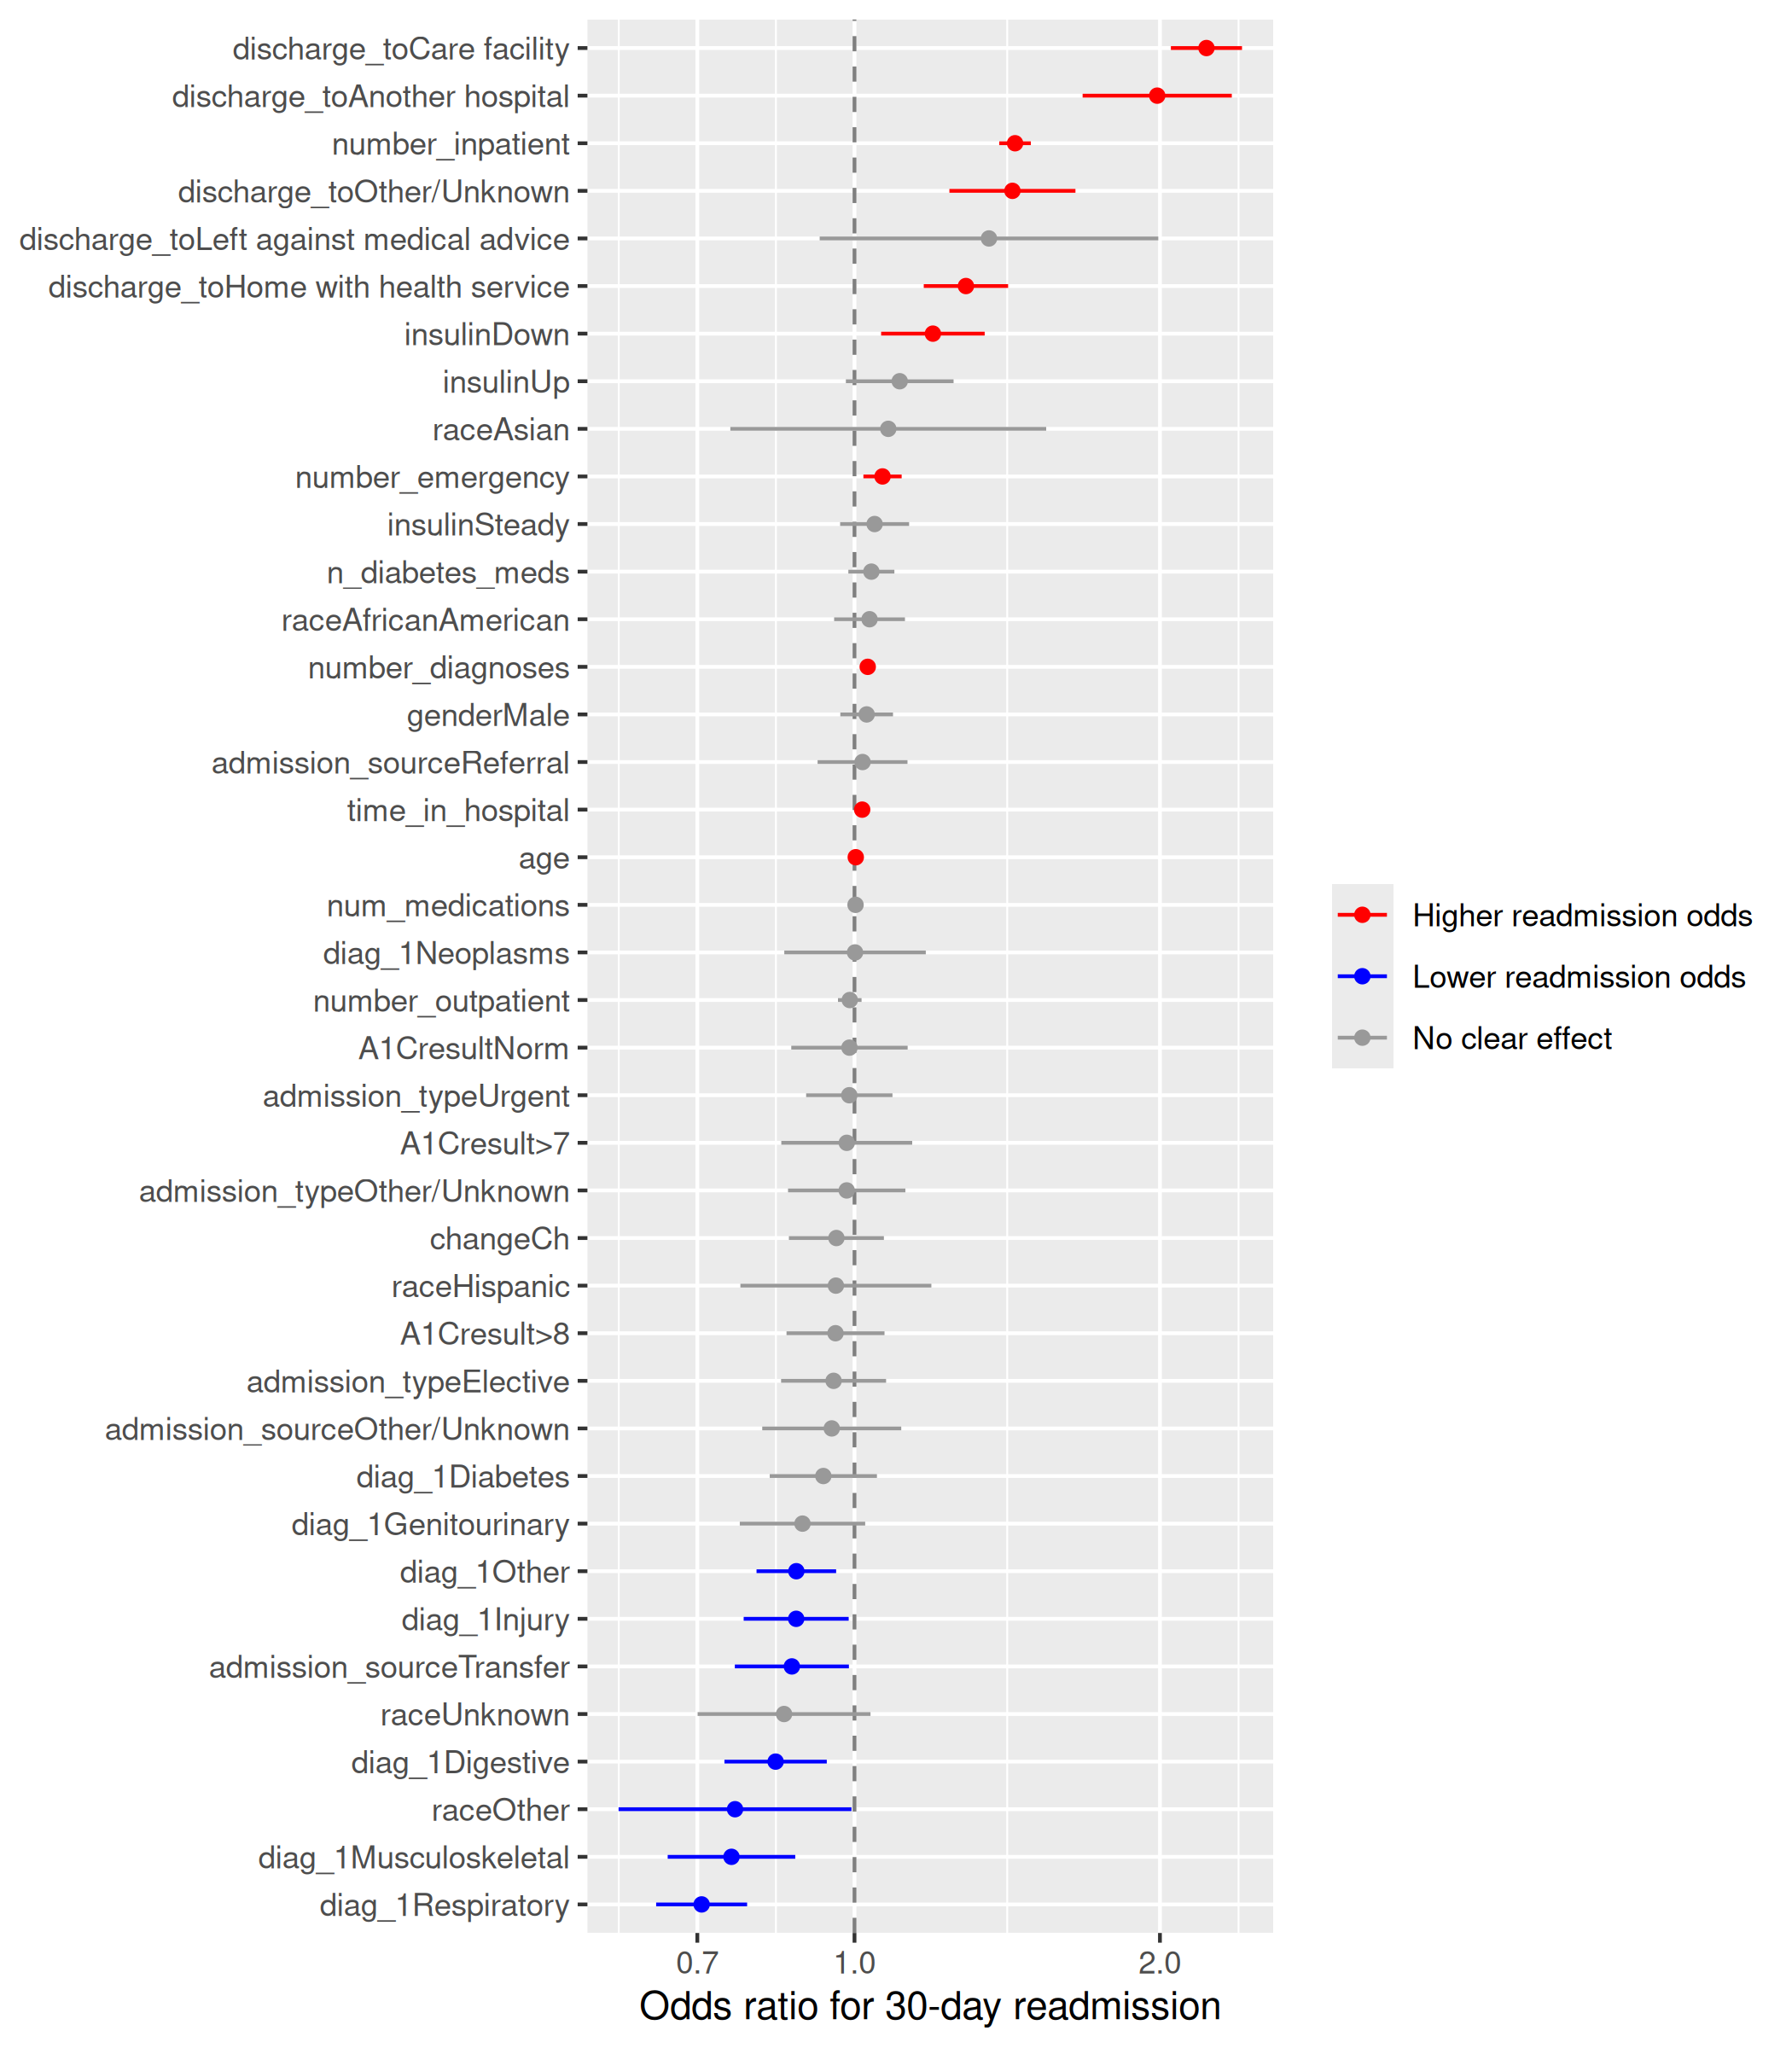 discharge_toCare facility
discharge_toAnother hospital
number_inpatient
discharge_toOther/Unknown
discharge_toLeft against medical advice
discharge_toHome with health service
insulinDown
insulinUp
raceAsian
number_emergency
insulinSteady
n_diabetes_meds
raceAfricanAmerican
number_diagnoses
genderMale
admission_sourceReferral
time_in_hospital
age
num_medications
diag_1Neoplasms
number_outpatient
A1CresultNorm
admission_typeUrgent
A1Cresult>7
admission_typeOther/Unknown
changeCh
raceHispanic
A1Cresult>8
admission_typeElective
admission_sourceOther/Unknown
diag_1Diabetes
diag_1Genitourinary
diag_1Other
diag_1Injury
admission_sourceTransfer
raceUnknown
diag_1Digestive
raceOther
diag_1Musculoskeletal
diag_1Respiratory
0.7 1.0 2.0
Odds ratio for 30-day readmission
Higher readmission odds
Lower readmission odds
No clear effect